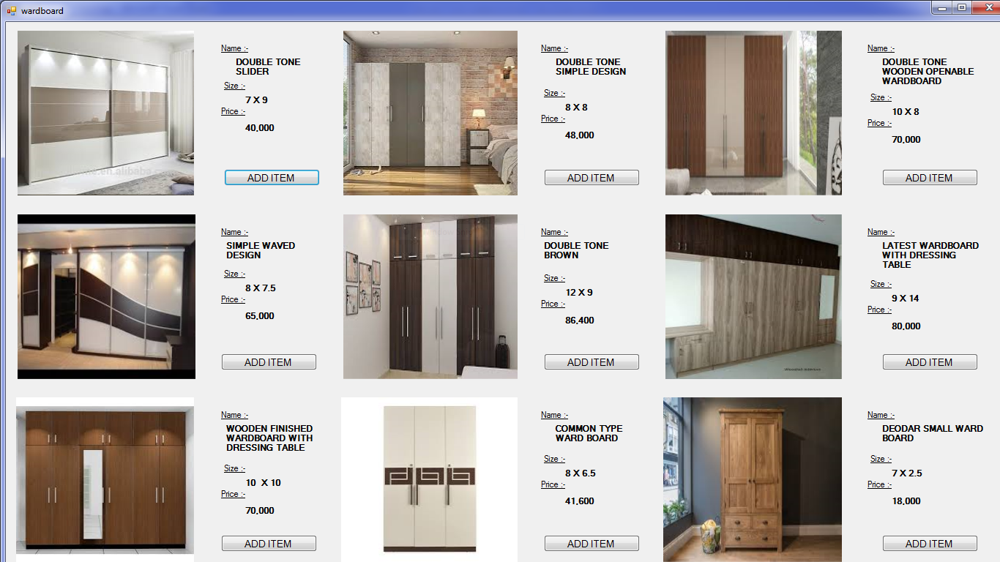 wardboard
Name :-
DOUBLE TONE
SLIDER
Size :-
7 X 9
Price :-
40,000
ADD ITEM
Name :-
DOUBLE TONE
SIMPLE DESIGN
Size :-
8 X 8
Price :-
48,000
ADD ITEM
Name :-
DOUBLE TONE
WOODEN OPENABLE
WARDBOARD
Size :-
10 X 8
Price :-
70,000
ADD ITEM
Name :-
SIMPLE WAVED
DESIGN
Size :-
8 X 7.5
Price :-
65,000
ADD ITEM
Name :-
DOUBLE TONE
BROWN
Size :-
12 X 9
Price :-
86,400
ADD ITEM
Name :-
LATEST WARDBOARD
WITH DRESSING
TABLE
Size :-
9 X 14
Price :-
80,000
ADD ITEM
Name :-
WOODEN FINISHED
WARDBOARD WITH
DRESSING TABLE
Size :-
10  X 10
Price :-
70,000
ADD ITEM
Name :-
COMMON TYPE
WARD BOARD
Size :-
8 X 6.5
Price :-
41,600
ADD ITEM
Name :-
DEODAR SMALL WARD
BOARD
Size :-
7 X 2.5
Price :-
18,000
ADD ITEM